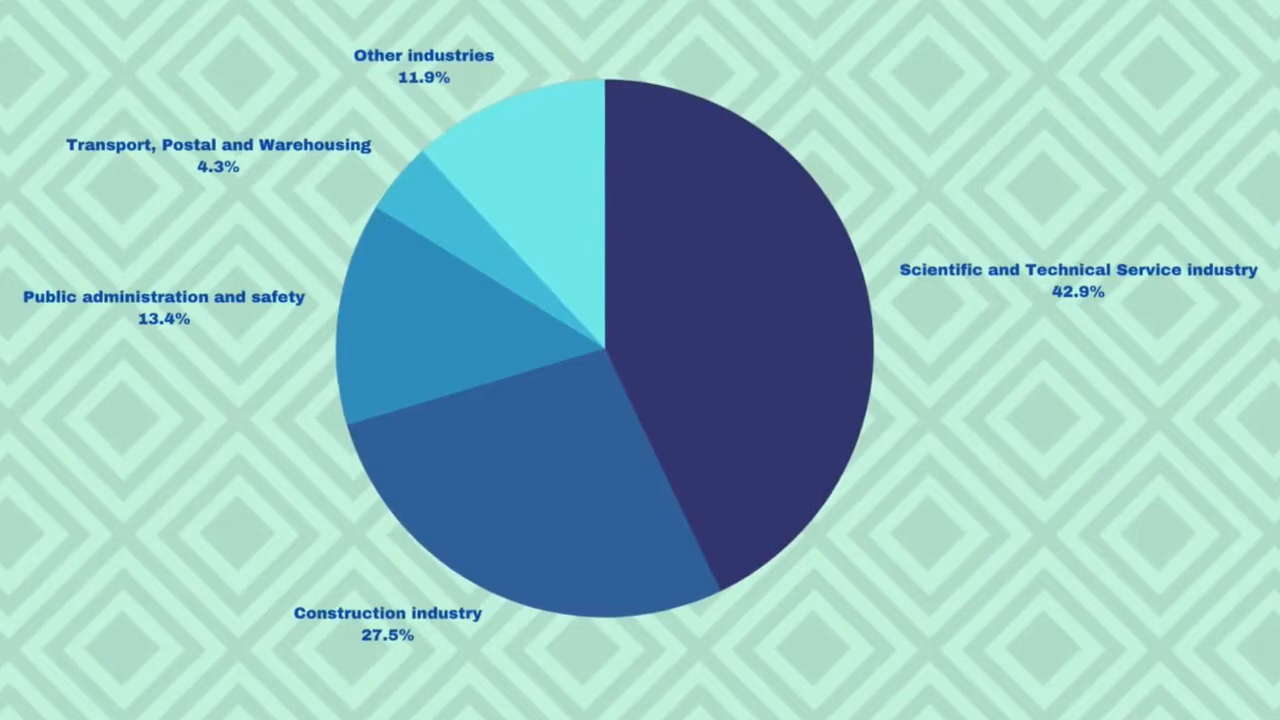 Other industries
11.9%
Transport, Postal and Warehousing
4.3%
Public administration and safety
13.4%
Scientific and Technical Service industry
42.9%
Construction industry
27.5%